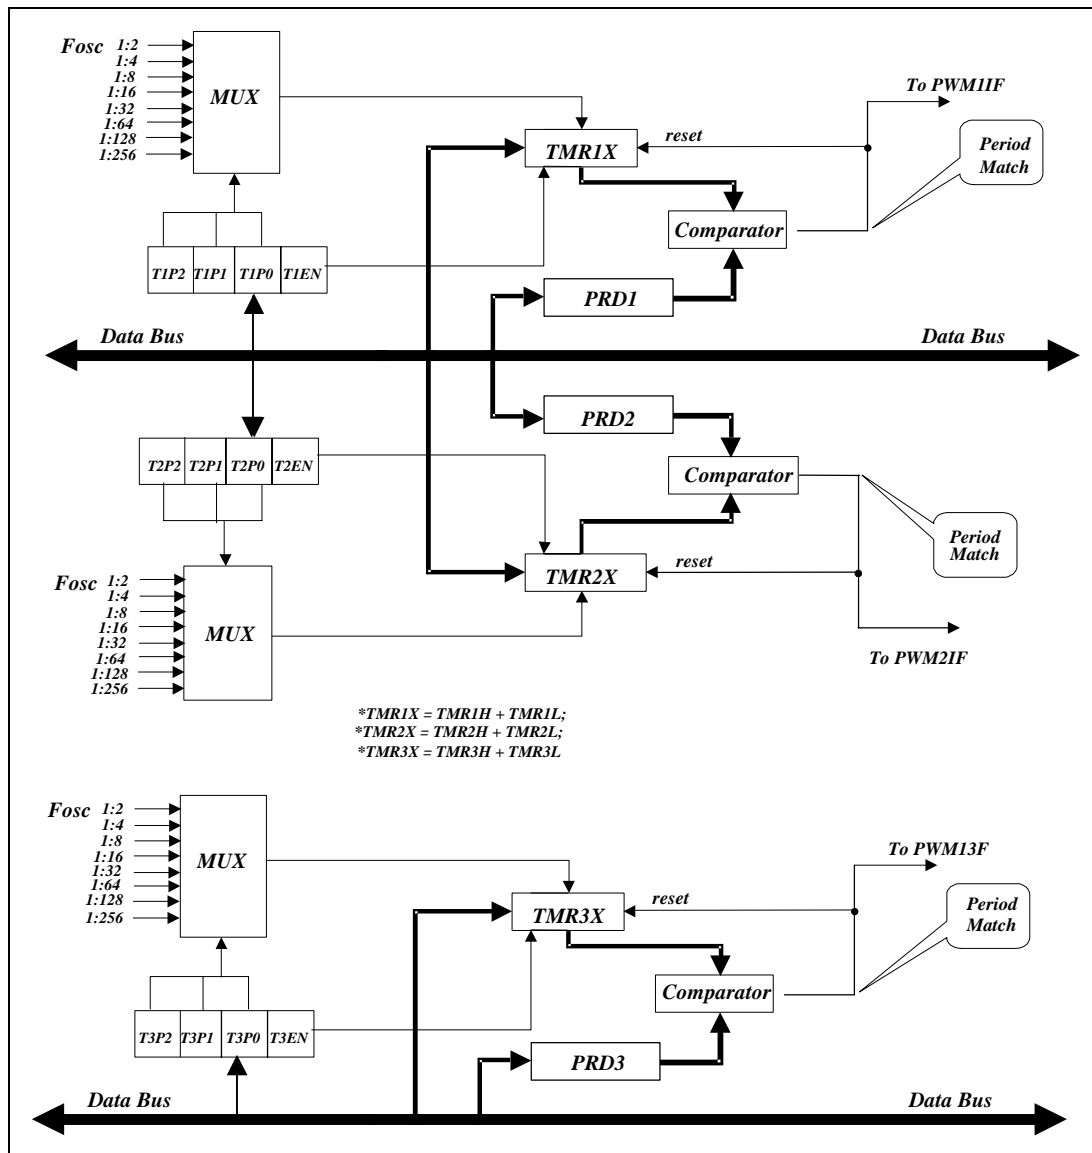 Fosc 1:2
1:4
1:8
1:16
1:32
1:64
1:128
1:256
MUX
To PWM1IF
TMR1X
reset
Period
Match
Comparator
T1P2 T1P1 T1P0 T1EN
PRD1
Data Bus
Data Bus
PRD2
T2P2 T2P1 T2P0 T2EN
Comparator
Period
Match
TMR2X
reset
Fosc 1:2
1:4
1:8
1:16
1:32
1:64
1:128
1:256
MUX
To PWM2IF
*TMR1X = TMR1H + TMR1L;
*TMR2X = TMR2H + TMR2L;
*TMR3X = TMR3H + TMR3L
Fosc 1:2
1:4
1:8
1:16
1:32
1:64
1:128
1:256
MUX
To PWM13F
TMR3X
reset
Period
Match
Comparator
T3P2 T3P1 T3P0 T3EN
PRD3
Data Bus
Data Bus